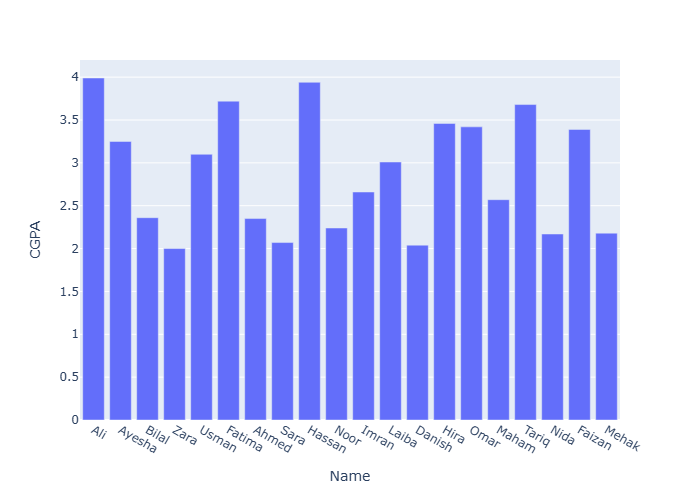 4
3.5
3
2.5
2
1.5
1
0.5
0
CGPA
Ali
Ayesha
Bilal
Zara
Usman
Fatima
Ahmed
Sara
Hassan
Noor
Imran
Laiba
Danish
Hira
Omar
Maham
Tariq
Nida
Faizan
Mehak
Name